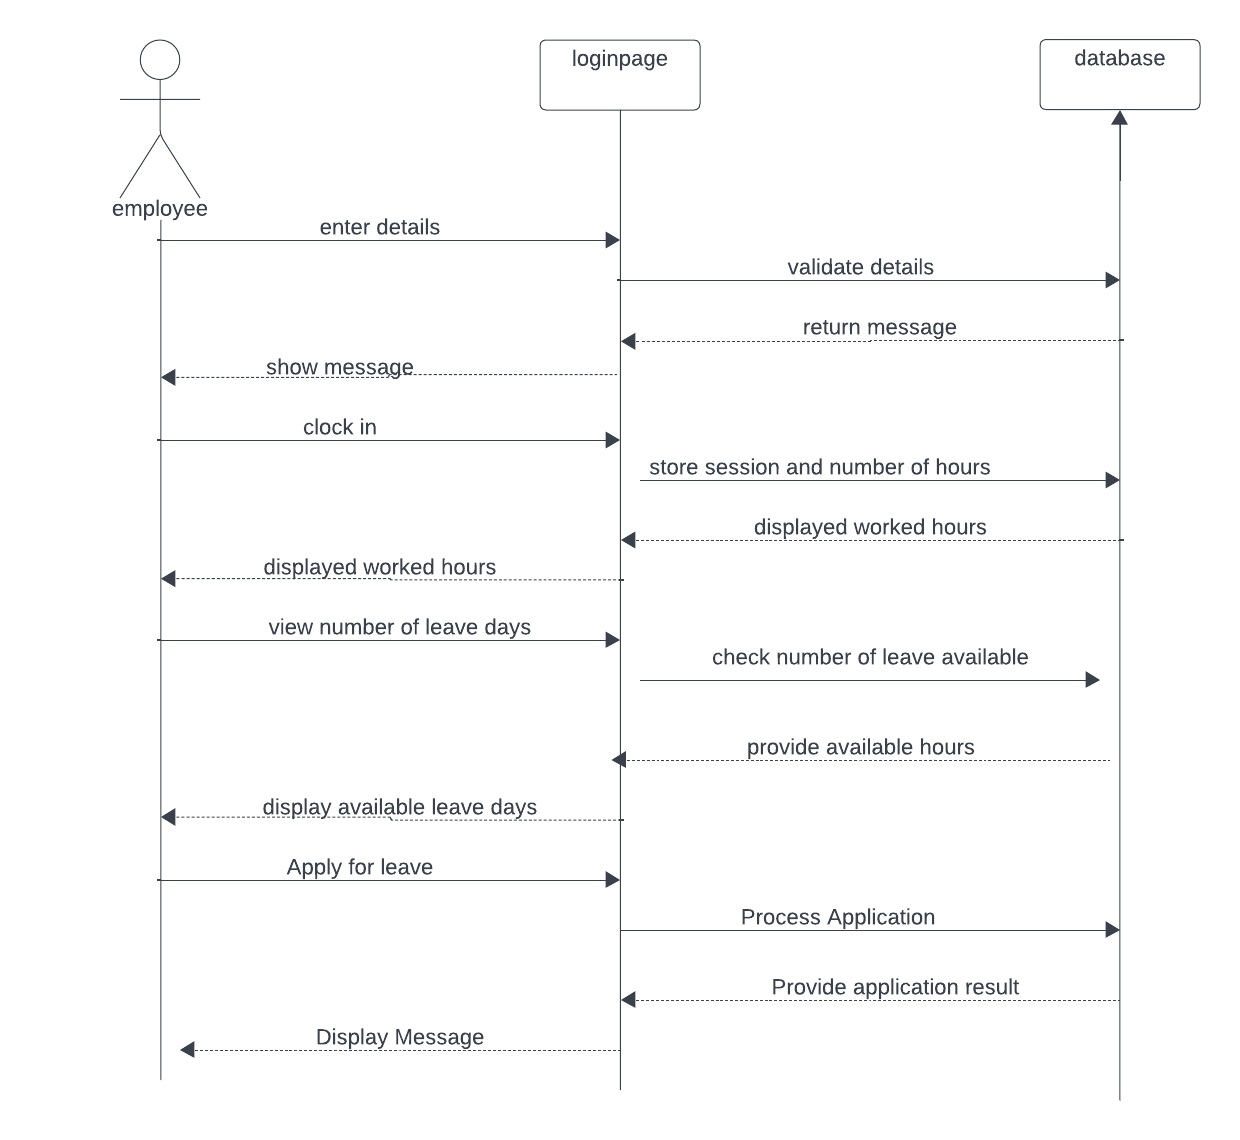 loginpage
database
employee
enter details
validate details
return message
show message
clock in
store session and number of hours
displayed worked hours
displayed worked hours
view number of leave days
check number of leave available
provide available hours
display available leave days
Apply for leave
Process Application
Provide application result
Display Message